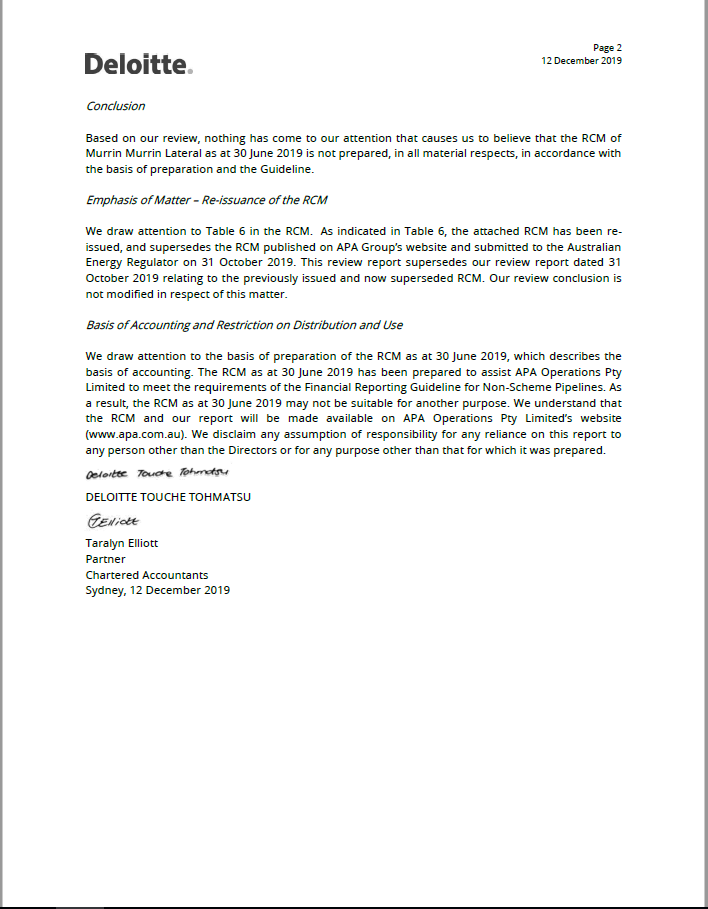 Deloitte.
Page 2
12 December 2019
Conclusion
Based on our review, nothing has come to our attention that causes us to believe that the RCM of
Murrin Murrin Lateral as at 30 June 2019 is not prepared, in all material respects, in accordance with
the basis of preparation and the Guideline.
Emphasis of Matter – Re-issuance of the RCM
We draw attention to Table 6 in the RCM.  As indicated in Table 6, the attached RCM has been re-
issued, and supersedes the RCM published on APA Group's website and submitted to the Australian
Energy Regulator on 31 October 2019. This review report supersedes our review report dated 31
October 2019 relating to the previously issued and now superseded RCM. Our review conclusion is
not modified in respect of this matter.
Basis of Accounting and Restriction on Distribution and Use
We draw attention to the basis of preparation of the RCM as at 30 June 2019, which describes the
basis of accounting. The RCM as at 30 June 2019 has been prepared to assist APA Operations Pty
Limited to meet the requirements of the Financial Reporting Guideline for Non-Scheme Pipelines. As
a result, the RCM as at 30 June 2019 may not be suitable for another purpose. We understand that
the RCM and our report will be made available on APA Operations Pty Limited's website
(www.apa.com.au). We disclaim any assumption of responsibility for any reliance on this report to
any person other than the Directors or for any purpose other than that for which it was prepared.
Deloitte Touche Tohmatsu
DELOITTE TOUCHE TOHMATSU
TElliott
Taralyn Elliott
Partner
Chartered Accountants
Sydney, 12 December 2019